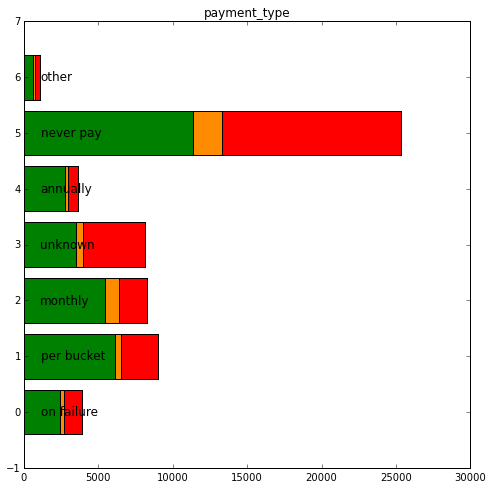 payment_type
7
6
other
5
never pay
4
annually
3
unknown
2
monthly
1
per bucket
0
on failure
−1
0 5000 10000 15000 20000 25000 30000